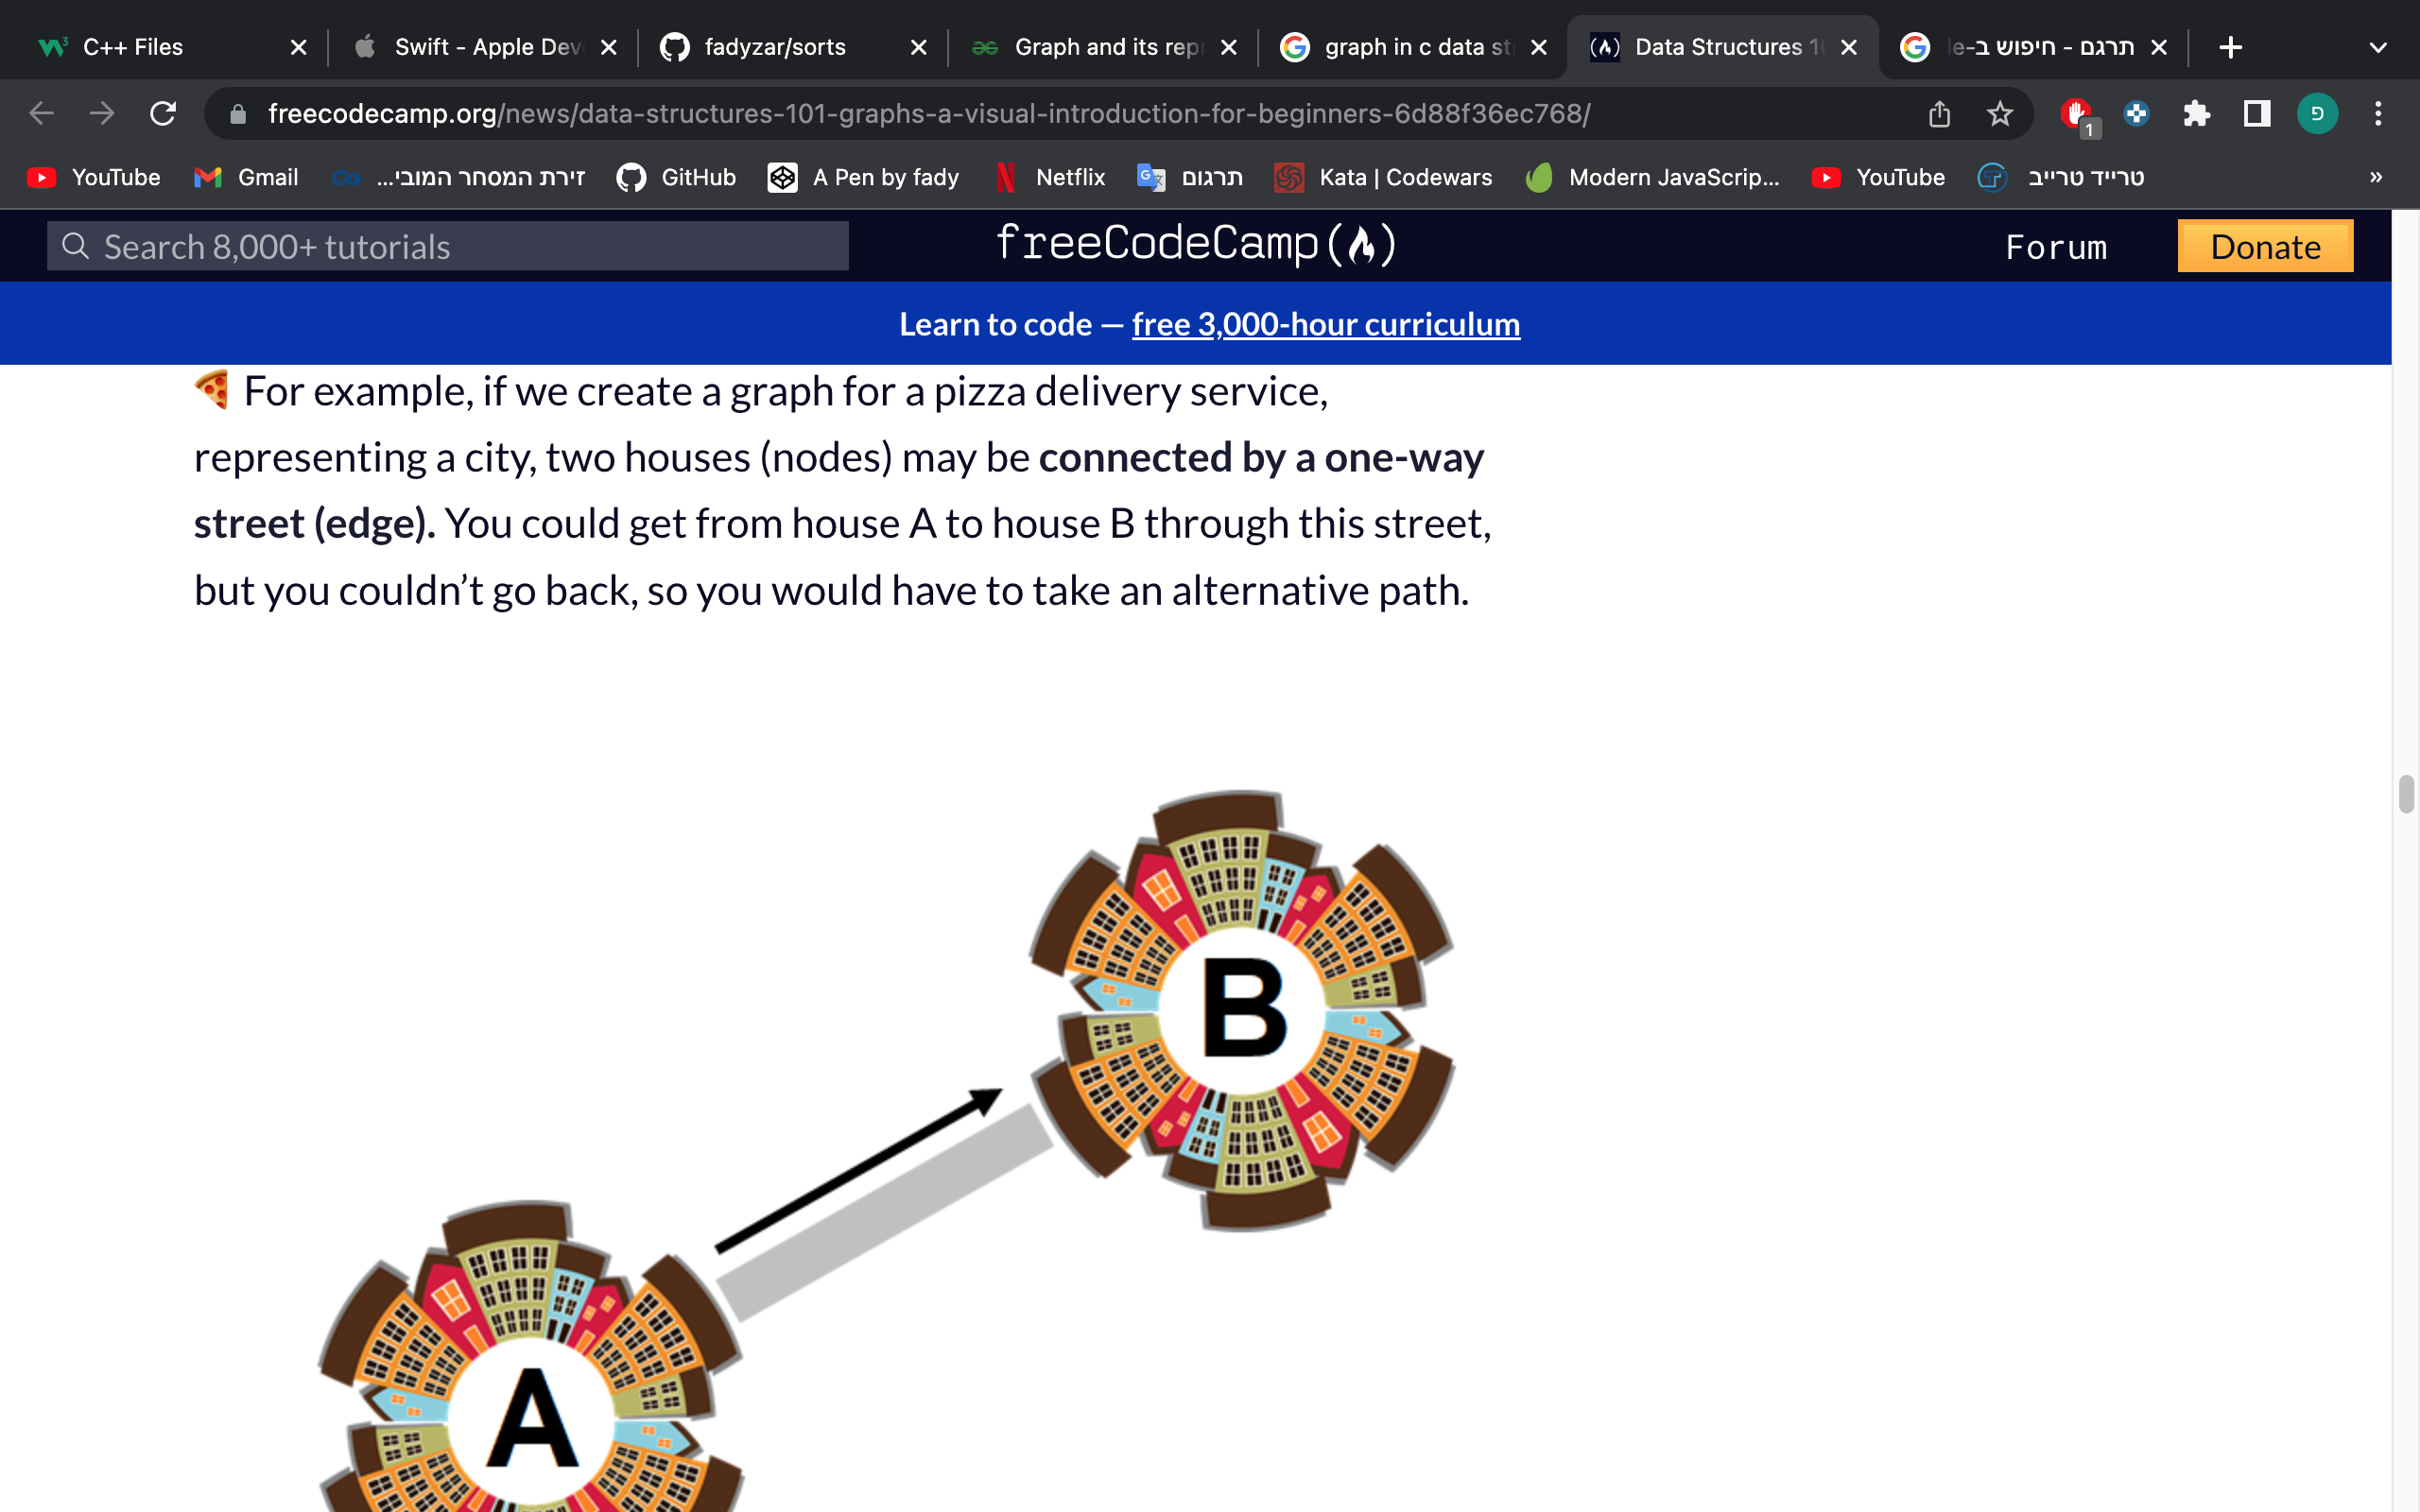 C++ Files
Swift - Apple Dev
fadyzar/sorts
Graph and its rep
graph in c data st
Data Structures 1
תרגם - חיפוש ב-le
freecodecamp.org/news/data-structures-101-graphs-a-visual-introduction-for-beginners-6d88f36ec768/
1
פ
YouTube
Gmail
זירת המסחר המובי...
GitHub
A Pen by fady
Netflix
תרגום
Kata | Codewars
Modern JavaScrip...
YouTube
טרייד טרייב
»
Search 8,000+ tutorials
freeCodeCamp
Forum
Donate
Learn to code — free 3,000-hour curriculum
For example, if we create a graph for a pizza delivery service,
representing a city, two houses (nodes) may be connected by a one-way
street (edge). You could get from house A to house B through this street,
but you couldn’t go back, so you would have to take an alternative path.
B
A